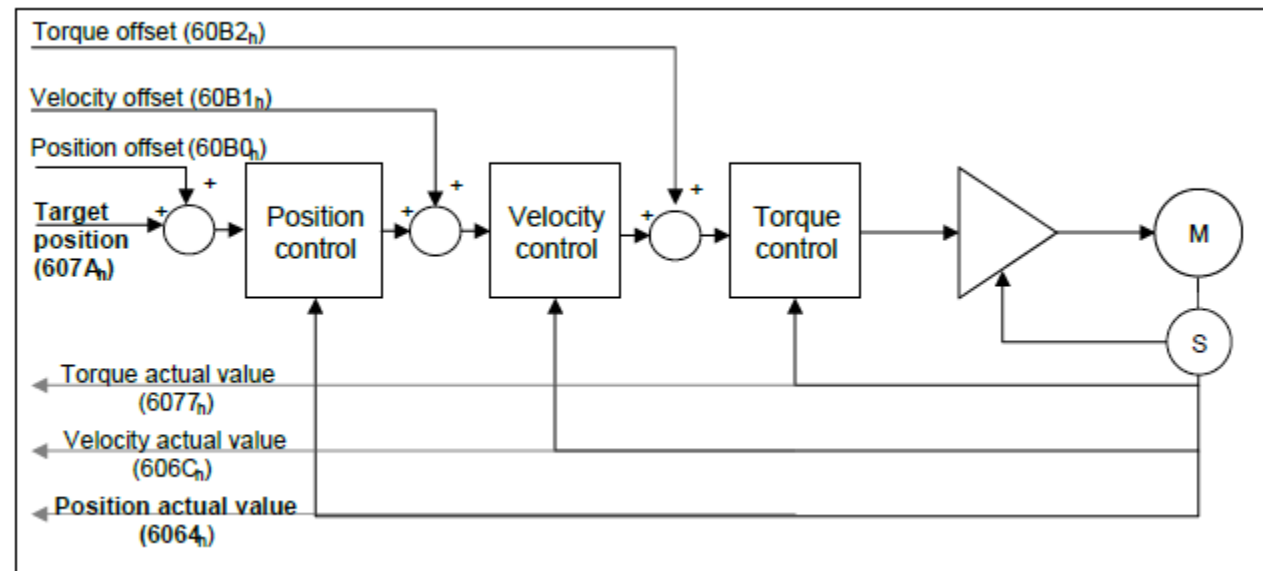 Torque offset (60B2h)
Velocity offset (60B1h)
Position offset (60B0h)
+
+
+
+
+
+
Target
position
(607Ah)
Position
control
Velocity
control
Torque
control
M
S
Torque actual value
(6077h)
Velocity actual value
(606Ch)
Position actual value
(6064h)